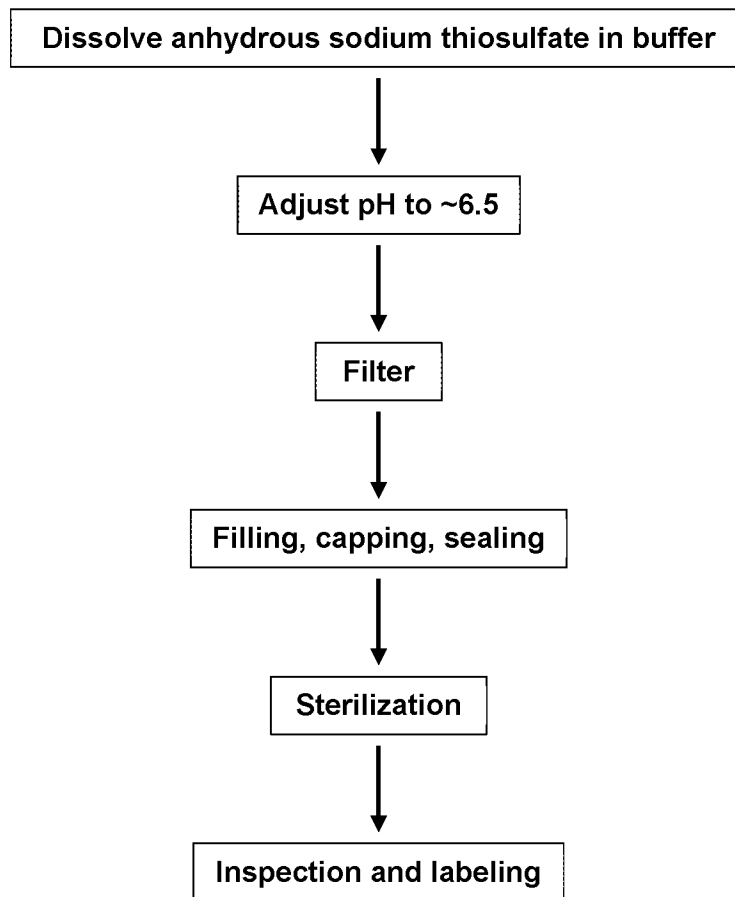 Dissolve anhydrous sodium thiosulfate in buffer
Adjust pH to ~6.5
Filter
Filling, capping, sealing
Sterilization
Inspection and labeling